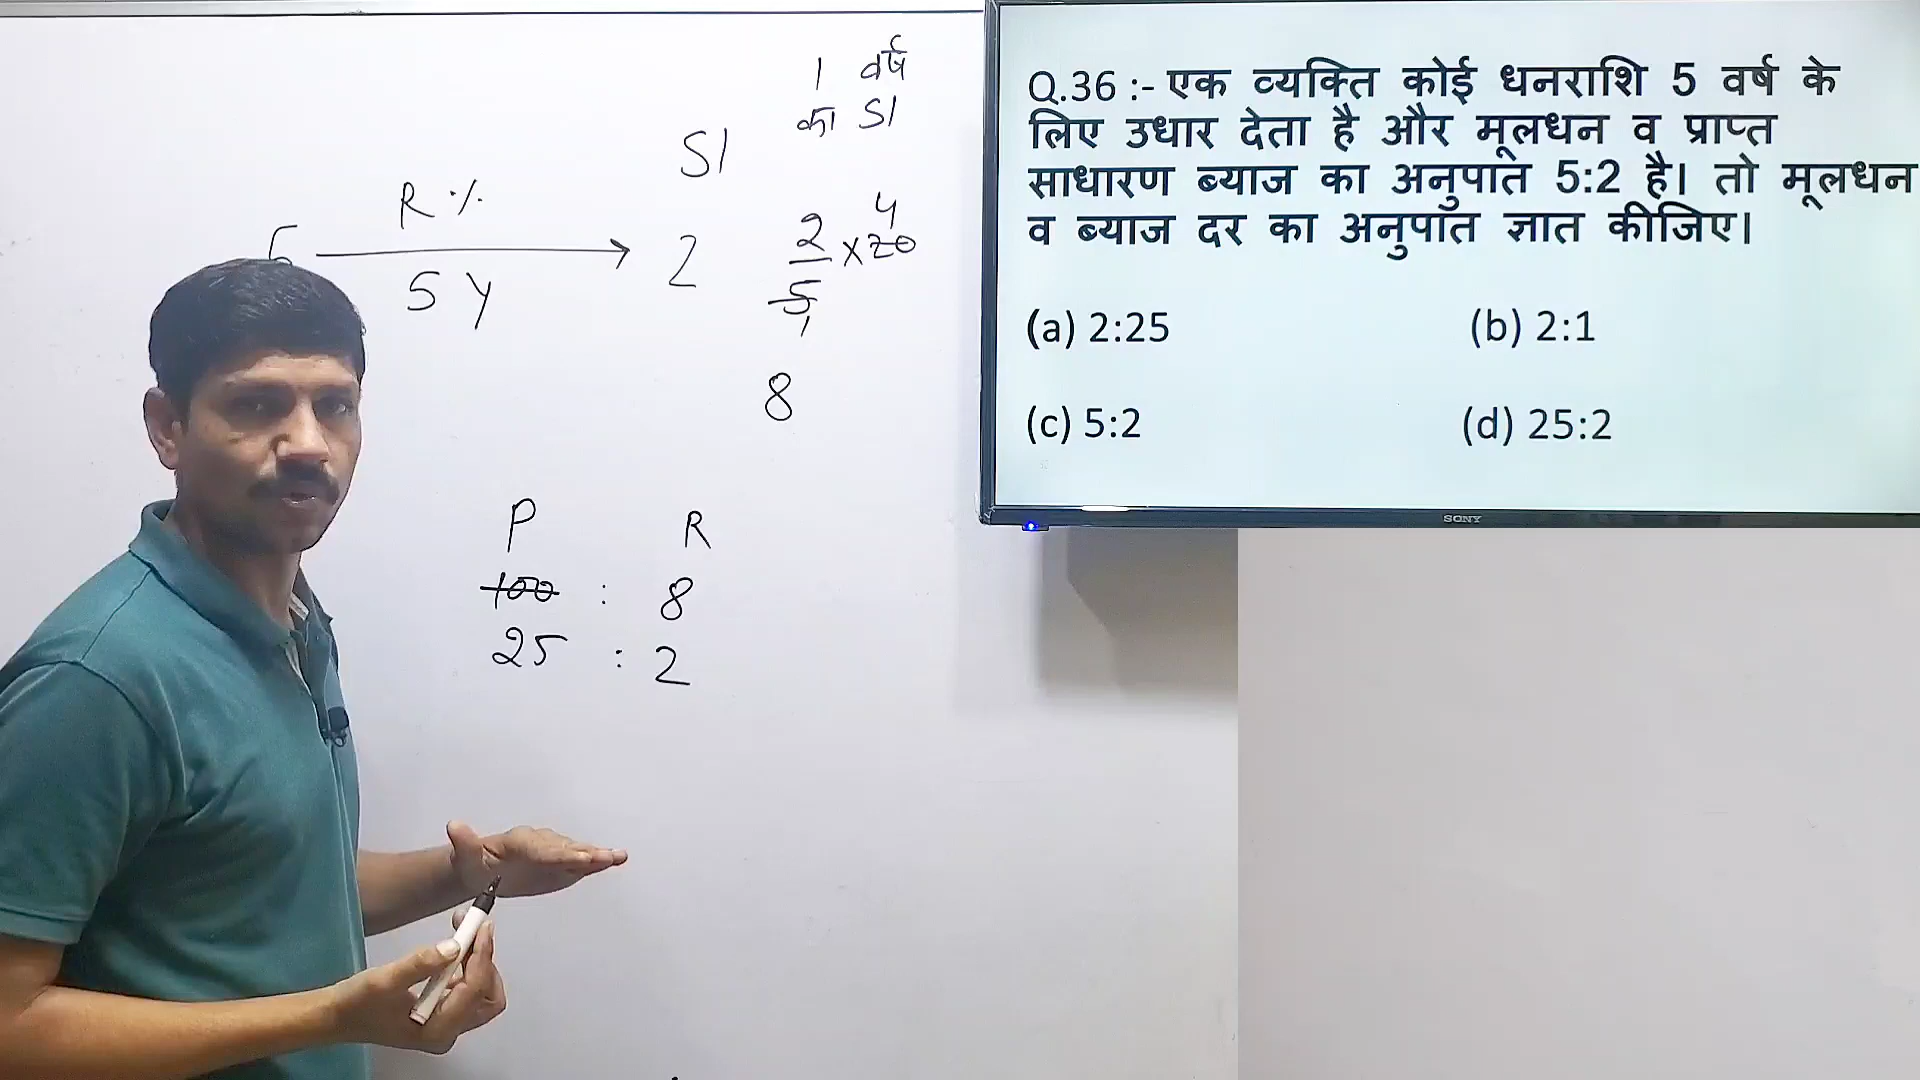 1 वर्ष
का SI
SI
R %
5 → 2
5 Y
2/5 × 20
4
1
8
P R
100 : 8
25 : 2
Q.36 :- एक व्यक्ति कोई धनराशि 5 वर्ष के
लिए उधार देता है और मूलधन व प्राप्त
साधारण ब्याज का अनुपात 5:2 है। तो मूलधन
व ब्याज दर का अनुपात ज्ञात कीजिए।
(a) 2:25 (b) 2:1
(c) 5:2 (d) 25:2
SONY